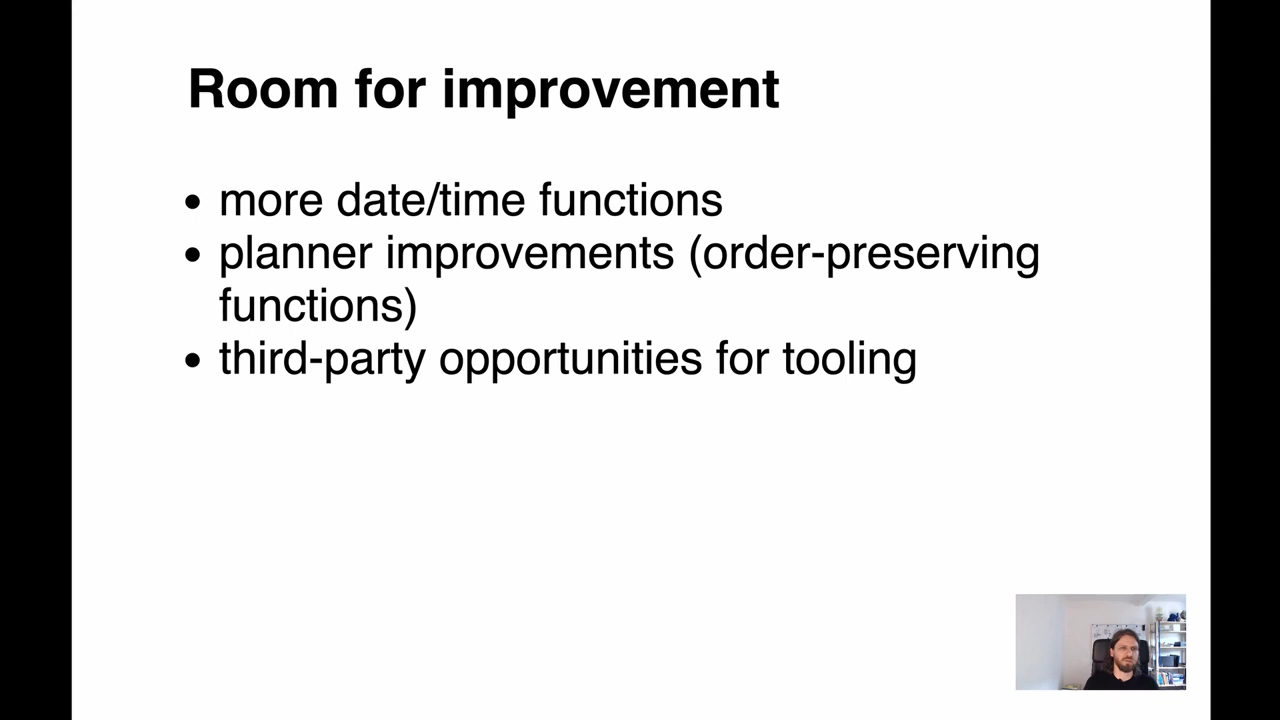 Room for improvement
• more date/time functions
• planner improvements (order-preserving
functions)
• third-party opportunities for tooling